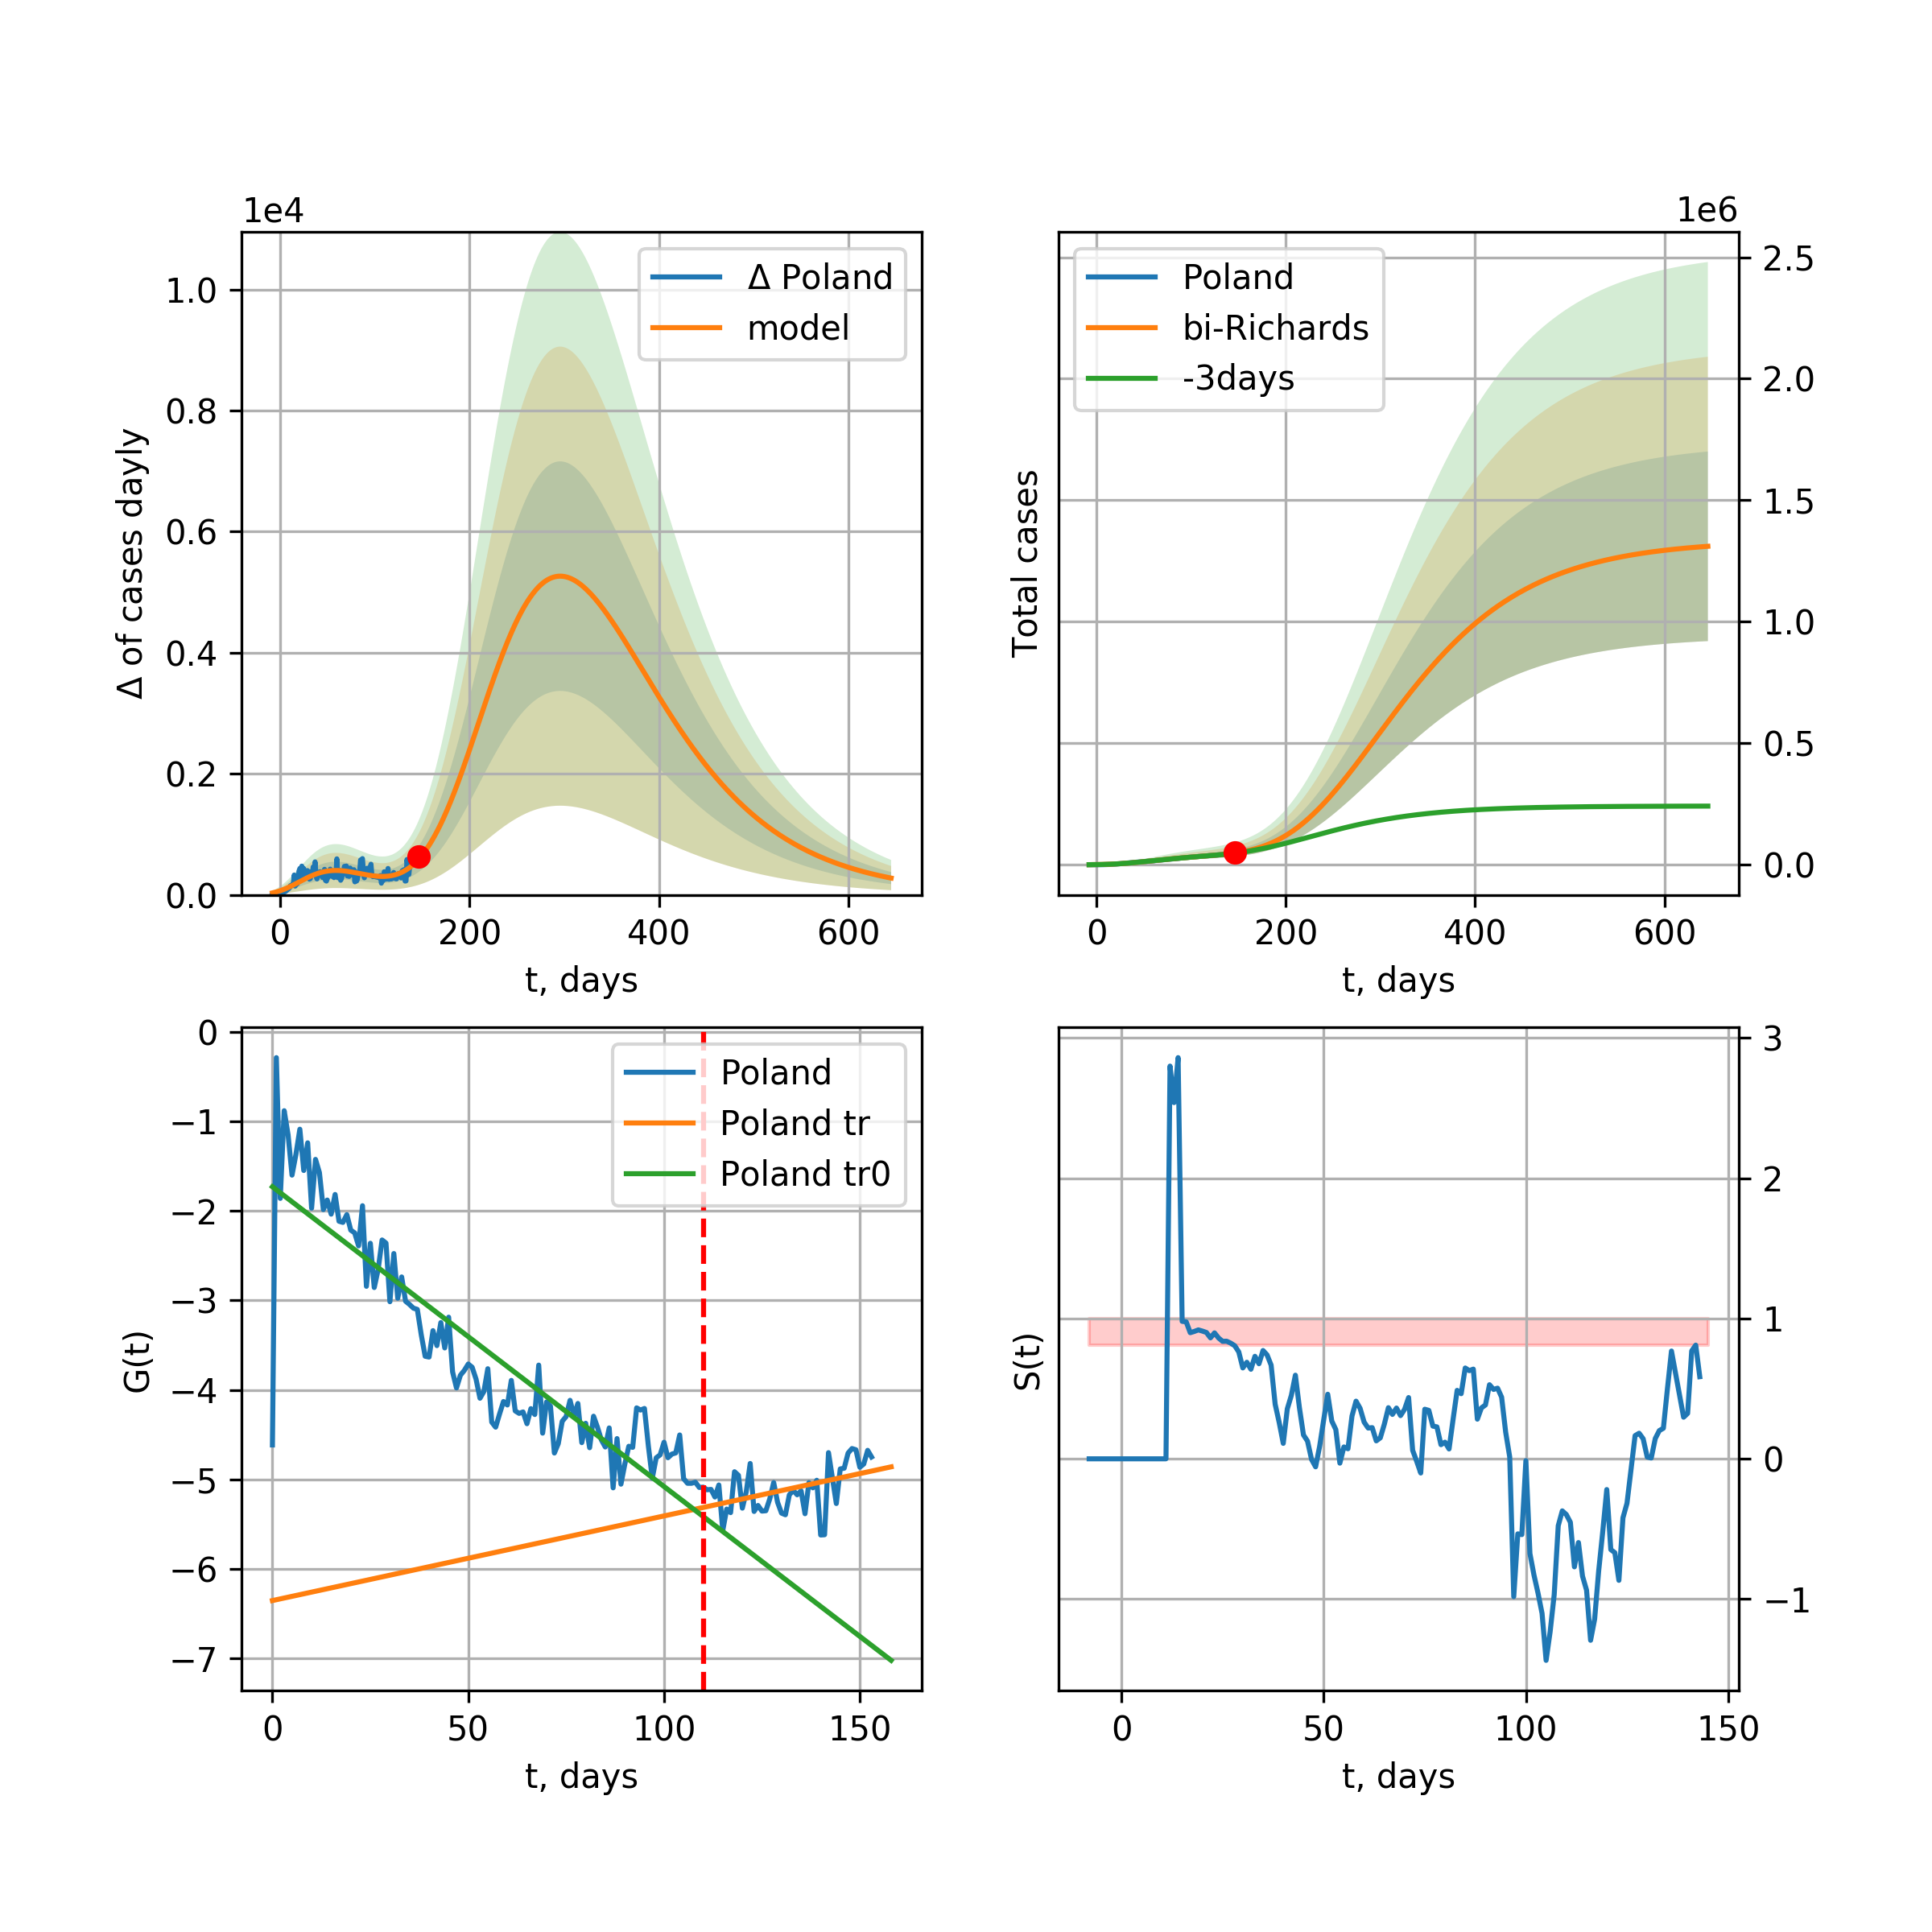 1e4
Δ of cases dayly
1.0
0.8
0.6
0.4
0.2
0.0
0 200 400 600
t, days
Δ Poland
model
1e6
Total cases
2.5
2.0
1.5
1.0
0.5
0.0
0 200 400 600
t, days
Poland
bi-Richards
-3days
G(t)
0
−1
−2
−3
−4
−5
−6
−7
0 50 100 150
t, days
Poland
Poland tr
Poland tr0
S(t)
3
2
1
0
−1
0 50 100 150
t, days